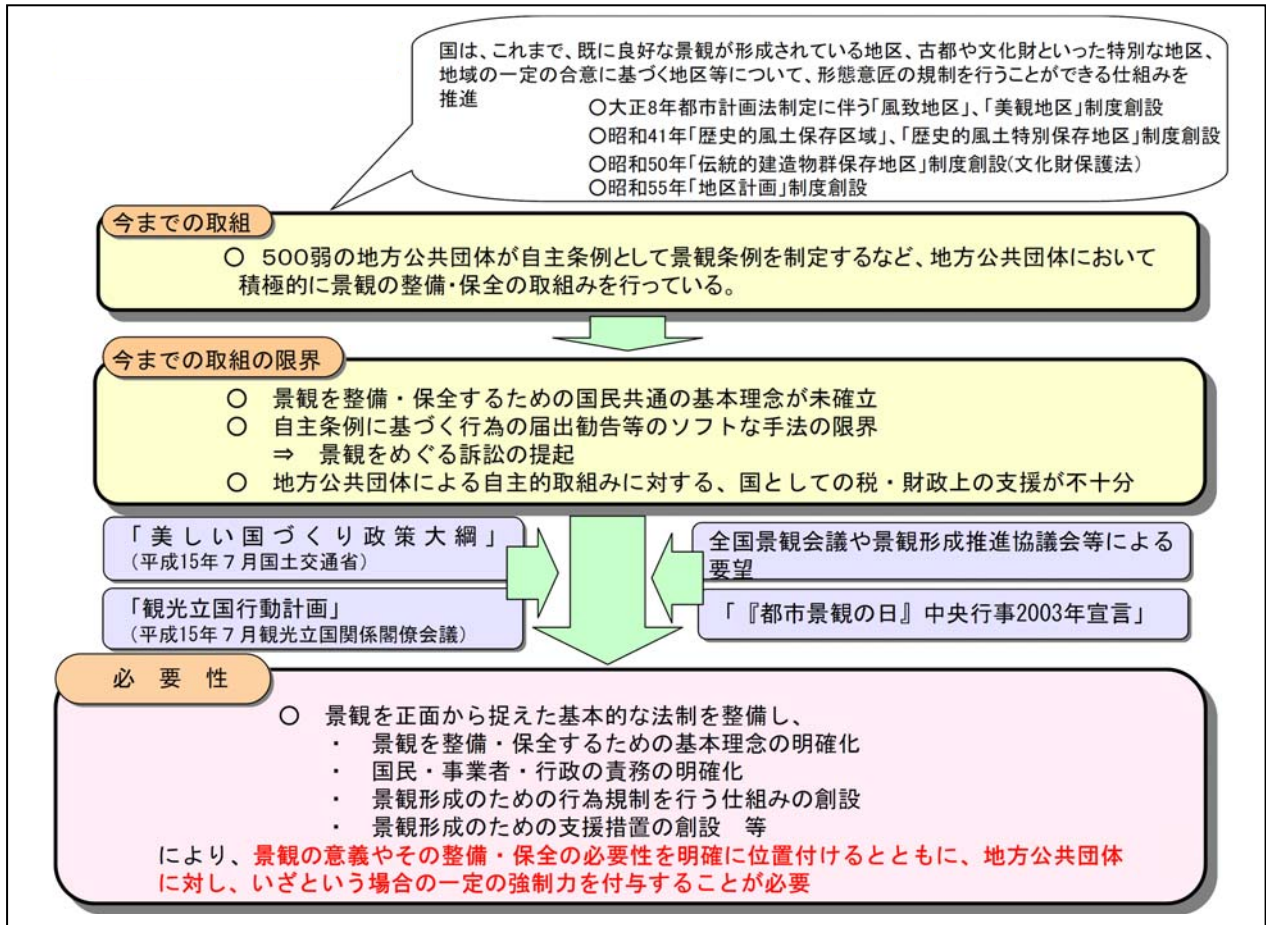 国は、これまで、既に良好な景観が形成されている地区、古都や文化財といった特別な地区、
地域の一定の合意に基づく地区等について、形態意匠の規制を行うことができる仕組みを
推進
○大正8年都市計画法制定に伴う「風致地区」、「美観地区」制度創設
○昭和41年「歴史的風土保存区域」、「歴史的風土特別保存地区」制度創設
○昭和50年「伝統的建造物群保存地区」制度創設(文化財保護法)
○昭和55年「地区計画」制度創設
今までの取組
○ 500弱の地方公共団体が自主条例として景観条例を制定するなど、地方公共団体において
積極的に景観の整備・保全の取組みを行っている。
今までの取組の限界
○ 景観を整備・保全するための国民共通の基本理念が未確立
○ 自主条例に基づく行為の届出勧告等のソフトな手法の限界
⇒ 景観をめぐる訴訟の提起
○ 地方公共団体による自主的取組みに対する、国としての税・財政上の支援が不十分
「美しい国づくり政策大綱」
(平成15年7月国土交通省)
「観光立国行動計画」
(平成15年7月観光立国関係閣僚会議)
全国景観会議や景観形成推進協議会等による
要望
「『都市景観の日』中央行事2003年宣言」
必要性
○ 景観を正面から捉えた基本的な法制を整備し、
・ 景観を整備・保全するための基本理念の明確化
・ 国民・事業者・行政の責務の明確化
・ 景観形成のための行為規制を行う仕組みの創設
・ 景観形成のための支援措置の創設 等
により、景観の意義やその整備・保全の必要性を明確に位置付けるとともに、地方公共団体
に対し、いざという場合の一定の強制力を付与することが必要